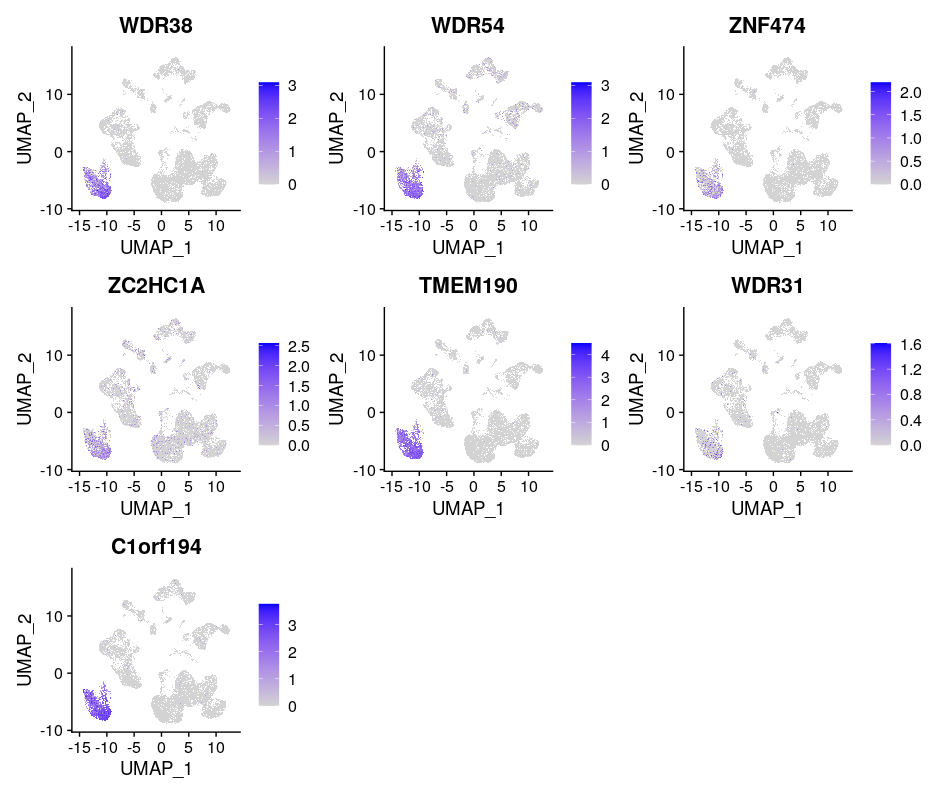 WDR38 WDR54 ZNF474
UMAP_2 10 0 -10 3 2 1 0 UMAP_2 10 0 -10 3 2 1 0 UMAP_2 10 0 -10 2.0 1.5 1.0 0.5 0.0
-15 -10 -5 0 5 10 -15 -10 -5 0 5 10 -15 -10 -5 0 5 10
UMAP_1 UMAP_1 UMAP_1
ZC2HC1A TMEM190 WDR31
UMAP_2 10 0 -10 2.5 2.0 1.5 1.0 0.5 0.0 UMAP_2 10 0 -10 4 3 2 1 0 UMAP_2 10 0 -10 1.6 1.2 0.8 0.4 0.0
-15 -10 -5 0 5 10 -15 -10 -5 0 5 10 -15 -10 -5 0 5 10
UMAP_1 UMAP_1 UMAP_1
C1orf194
UMAP_2 10 0 -10 3 2 1 0
-15 -10 -5 0 5 10
UMAP_1